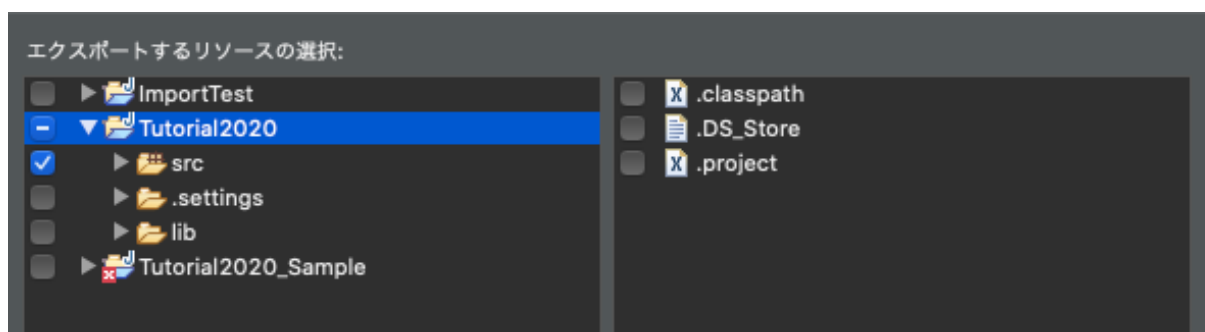 エクスポートするリソースの選択:
ImportTest
Tutorial2020
src
.settings
lib
Tutorial2020_Sample
.classpath
.DS_Store
.project